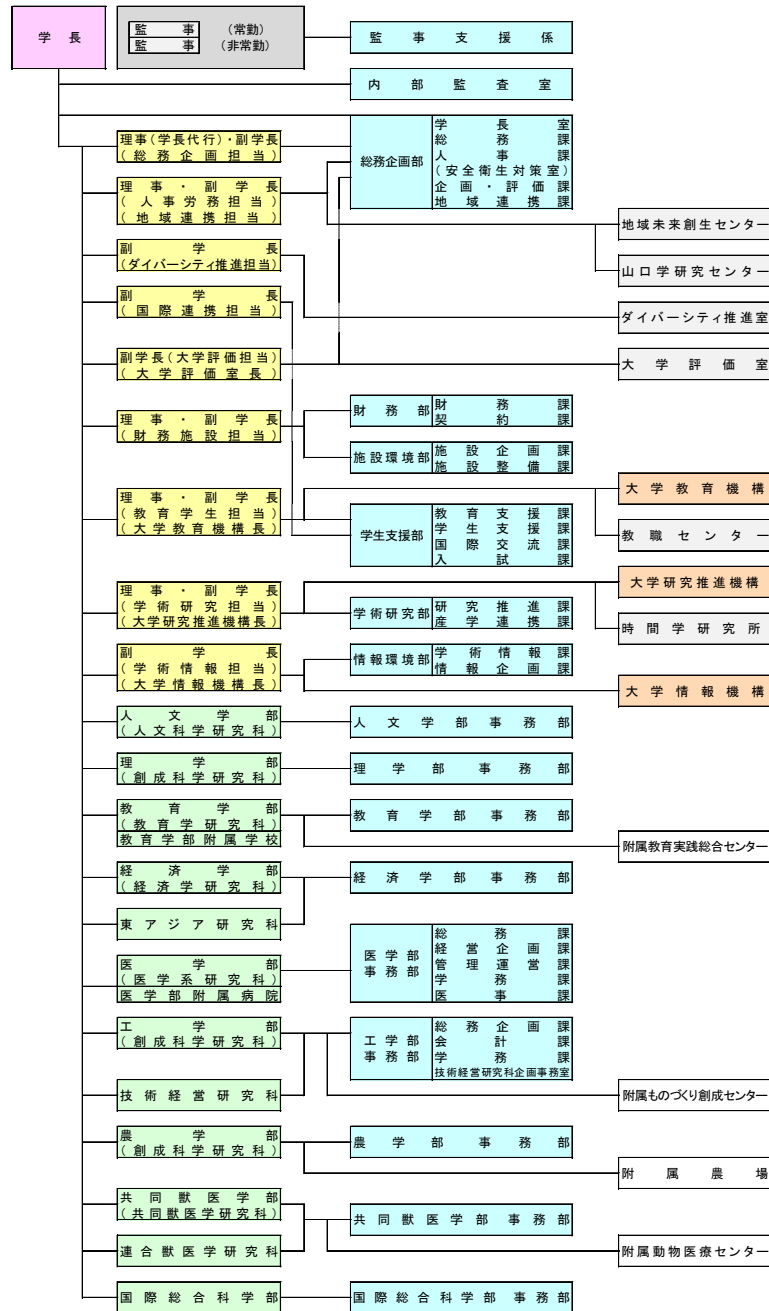 学長
監事 (常勤)
監事 (非常勤)
監事支援係
内部監査室
理事(学長代行)・副学長
(総務企画担当)
総務企画部
学長室
総務課
人事課
(安全衛生対策室)
企画・評価課
地域連携課
理事・副学長
(人事労務担当)
(地域連携担当)
地域未来創生センター
山口学研究センター
副学長
(ダイバーシティ推進担当)
ダイバーシティ推進室
副学長
(国際連携担当)
副学長(大学評価担当)
(大学評価室長)
大学評価室
理事・副学長
(財務施設担当)
財務部
財務課
契約課
施設環境部
施設企画課
施設整備課
理事・副学長
(教育学生担当)
(大学教育機構長)
学生支援部
教育支援課
学生支援課
国際交流課
入試課
大学教育機構
教職センター
理事・副学長
(学術研究担当)
(大学研究推進機構長)
学術研究部
研究推進課
産学連携課
大学研究推進機構
時間学研究所
副学長
(学術情報担当)
(大学情報機構長)
情報環境部
学術情報課
情報企画課
大学情報機構
人文学部
(人文科学研究科)
人文学部事務部
理学部
(創成科学研究科)
理学部事務部
教育学部
(教育学研究科)
教育学部附属学校
教育学部事務部
附属教育実践総合センター
経済学部
(経済学研究科)
経済学部事務部
東アジア研究科
医学部
(医学系研究科)
医学部附属病院
医学部
事務部
総務課
経営企画課
管理運営課
学務課
医事課
工学部
(創成科学研究科)
工学部
事務部
総務企画課
会計課
学務課
技術経営研究科企画事務室
技術経営研究科
附属ものづくり創成センター
農学部
(創成科学研究科)
農学部事務部
附属農場
共同獣医学部
(共同獣医学研究科)
共同獣医学部事務部
連合獣医学研究科
附属動物医療センター
国際総合科学部
国際総合科学部事務部